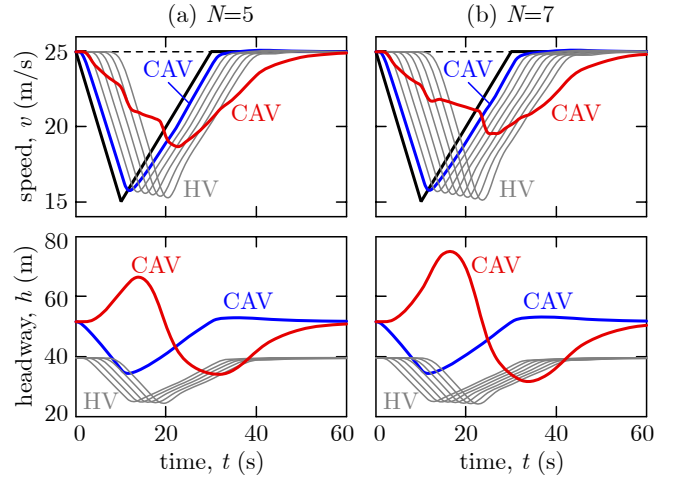 (a) N=5
(b) N=7
speed, v (m/s)
25
20
15
CAV
CAV
HV
CAV
CAV
HV
headway, h (m)
80
60
40
20
CAV
CAV
HV
CAV
CAV
HV
0 20 40 60
0 20 40 60
time, t (s)
time, t (s)